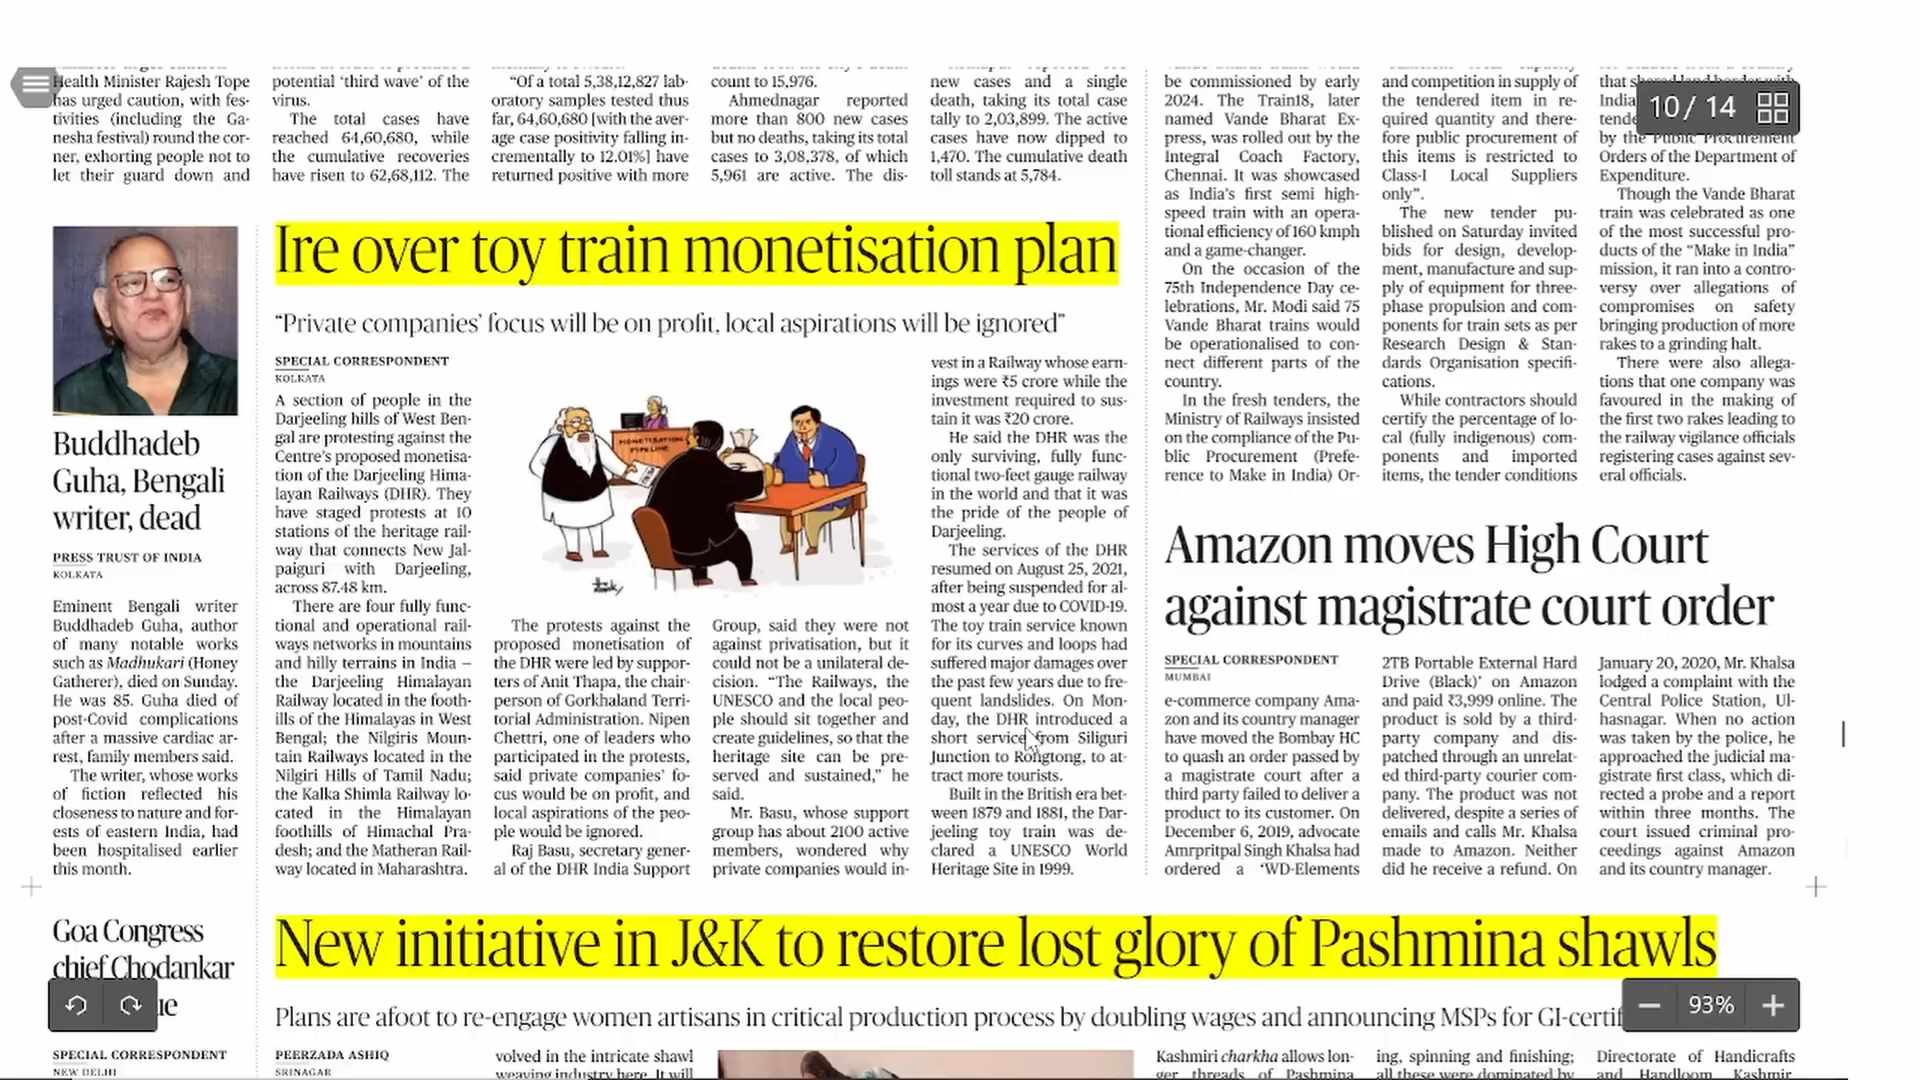 Health Minister Rajesh Tope
has urged caution, with fes-
tivities (including the Ga-
nesha festival) round the cor-
ner, exhorting people not to
let their guard down and
potential ‘third wave’ of the
virus.
The total cases have
reached 64,60,680, while
the cumulative recoveries
have risen to 62,68,112. The
“Of a total 5,38,12,827 lab-
oratory samples tested thus
far, 64,60,680 [with the aver-
age case positivity falling in-
crementally to 12.01%] have
returned positive with more
count to 15,976.
Ahmednagar reported
more than 800 new cases
but no deaths, taking its total
cases to 3,08,378, of which
5,961 are active. The dis-
new cases and a single
death, taking its total case
tally to 2,03,899. The active
cases have now dipped to
1,470. The cumulative death
toll stands at 5,784.
Buddhadeb
Guha, Bengali
writer, dead
PRESS TRUST OF INDIA
KOLKATA
Eminent Bengali writer
Buddhadeb Guha, author
of many notable works
such as Madhukari (Honey
Gatherer), died on Sunday.
He was 85. Guha died of
post-Covid complications
after a massive cardiac ar-
rest, family members said.
The writer, whose works
of fiction reflected his
closeness to nature and for-
ests of eastern India, had
been hospitalised earlier
this month.
Goa Congress
chief Chodankar
ue
SPECIAL CORRESPONDENT
NEW DELHI
Ire over toy train monetisation plan
“Private companies’ focus will be on profit, local aspirations will be ignored”
SPECIAL CORRESPONDENT
KOLKATA
A section of people in the
Darjeeling hills of West Ben-
gal are protesting against the
Centre’s proposed monetisa-
tion of the Darjeeling Hima-
layan Railways (DHR). They
have staged protests at 10
stations of the heritage rail-
way that connects New Jal-
paiguri with Darjeeling,
across 87.48 km.
There are four fully func-
tional and operational rail-
ways networks in mountains
and hilly terrains in India –
the Darjeeling Himalayan
Railway located in the footh-
ills of the Himalayas in West
Bengal; the Nilgiris Moun-
tain Railways located in the
Nilgiri Hills of Tamil Nadu;
the Kalka Shimla Railway lo-
cated in the Himalayan
foothills of Himachal Pra-
desh; and the Matheran Rail-
way located in Maharashtra.
MONETISATION
PIPELINE
The protests against the
proposed monetisation of
the DHR were led by suppor-
ters of Anit Thapa, the chair-
person of Gorkhaland Terri-
torial Administration. Nipen
Chettri, one of leaders who
participated in the protests,
said private companies’ fo-
cus would be on profit, and
local aspirations of the peo-
ple would be ignored.
Raj Basu, secretary gener-
al of the DHR India Support
Group, said they were not
against privatisation, but it
could not be a unilateral de-
cision. “The Railways, the
UNESCO and the local peo-
ple should sit together and
create guidelines, so that the
heritage site can be pre-
served and sustained,” he
said.
Mr. Basu, whose support
group has about 2100 active
members, wondered why
private companies would in-
vest in a Railway whose earn-
ings were ₹5 crore while the
investment required to sus-
tain it was ₹20 crore.
He said the DHR was the
only surviving, fully func-
tional two-feet gauge railway
in the world and that it was
the pride of the people of
Darjeeling.
The services of the DHR
resumed on August 25, 2021,
after being suspended for al-
most a year due to COVID-19.
The toy train service known
for its curves and loops had
suffered major damages over
the past few years due to fre-
quent landslides. On Mon-
day, the DHR introduced a
short service from Siliguri
Junction to Rongtong, to at-
tract more tourists.
Built in the British era bet-
ween 1879 and 1881, the Dar-
jeeling toy train was de-
clared a UNESCO World
Heritage Site in 1999.
be commissioned by early
2024. The Train18, later
named Vande Bharat Ex-
press, was rolled out by the
Integral Coach Factory,
Chennai. It was showcased
as India’s first semi high-
speed train with an opera-
tional efficiency of 160 kmph
and a game-changer.
On the occasion of the
75th Independence Day ce-
lebrations, Mr. Modi said 75
Vande Bharat trains would
be operationalised to con-
nect different parts of the
country.
In the fresh tenders, the
Ministry of Railways insisted
on the compliance of the Pu-
blic Procurement (Prefe-
rence to Make in India) Or-
and competition in supply of
the tendered item in re-
quired quantity and there-
fore public procurement of
this items is restricted to
Class-I Local Suppliers
only”.
The new tender pu-
blished on Saturday invited
bids for design, develop-
ment, manufacture and sup-
ply of equipment for three-
phase propulsion and com-
ponents for train sets as per
Research Design & Stan-
dards Organisation specifi-
cations.
While contractors should
certify the percentage of lo-
cal (fully indigenous) com-
ponents and imported
items, the tender conditions
that shared land border with
India
tende
by the Public Procurement
Orders of the Department of
Expenditure.
Though the Vande Bharat
train was celebrated as one
of the most successful pro-
ducts of the “Make in India”
mission, it ran into a contro-
versy over allegations of
compromises on safety
bringing production of more
rakes to a grinding halt.
There were also allega-
tions that one company was
favoured in the making of
the first two rakes leading to
the railway vigilance officials
registering cases against sev-
eral officials.
10 / 14
Amazon moves High Court
against magistrate court order
SPECIAL CORRESPONDENT
MUMBAI
e-commerce company Ama-
zon and its country manager
have moved the Bombay HC
to quash an order passed by
a magistrate court after a
third party failed to deliver a
product to its customer. On
December 6, 2019, advocate
Amrpritpal Singh Khalsa had
ordered a ‘WD-Elements
2TB Portable External Hard
Drive (Black)’ on Amazon
and paid ₹3,999 online. The
product is sold by a third-
party company and dis-
patched through an unrelat-
ed third-party courier com-
pany. The product was not
delivered, despite a series of
emails and calls Mr. Khalsa
made to Amazon. Neither
did he receive a refund. On
January 20, 2020, Mr. Khalsa
lodged a complaint with the
Central Police Station, Ul-
hasnagar. When no action
was taken by the police, he
approached the judicial ma-
gistrate first class, which di-
rected a probe and a report
within three months. The
court issued criminal pro-
ceedings against Amazon
and its country manager.
New initiative in J&K to restore lost glory of Pashmina shawls
Plans are afoot to re-engage women artisans in critical production process by doubling wages and announcing MSPs for GI-certif
PEERZADA ASHIQ
SRINAGAR
volved in the intricate shawl
weaving industry here. It will
Kashmiri charkha allows lon-
ger threads of Pashmina
ing, spinning and finishing;
all these were dominated by
Directorate of Handicrafts
and Handloom, Kashmir,
93%